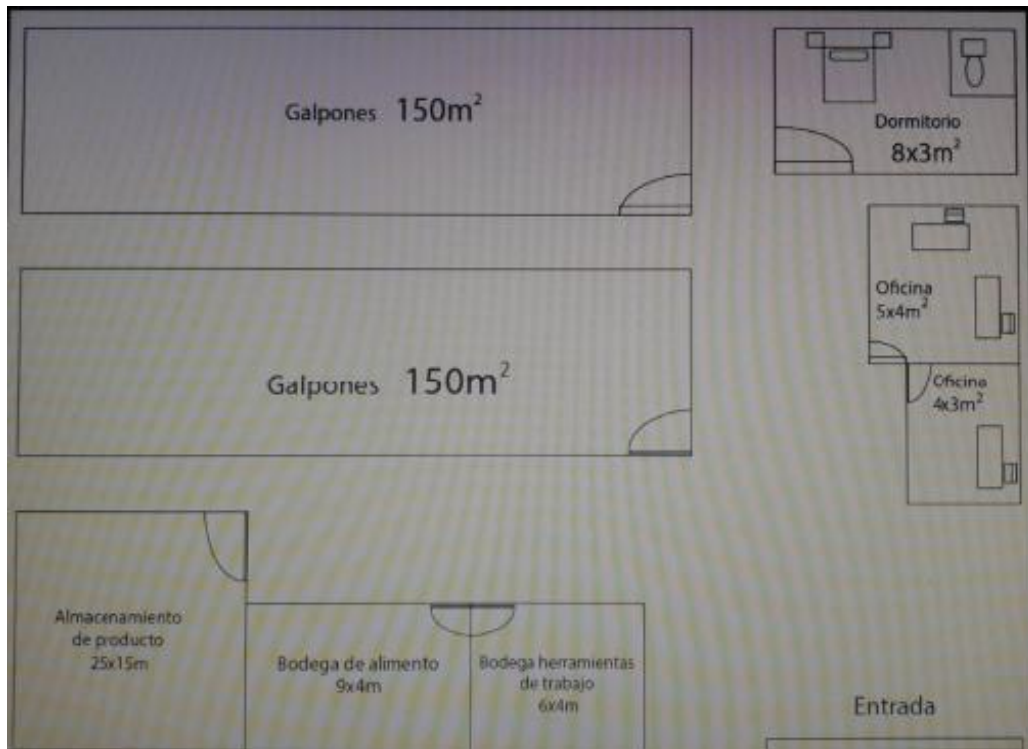 Galpones 150m²
Dormitorio
8x3m²
Oficina
5x4m²
Galpones 150m²
Oficina
4x3m²
Almacenamiento
de producto
25x15m
Bodega de alimento
9x4m
Bodega herramientas
de trabajo
6x4m
Entrada